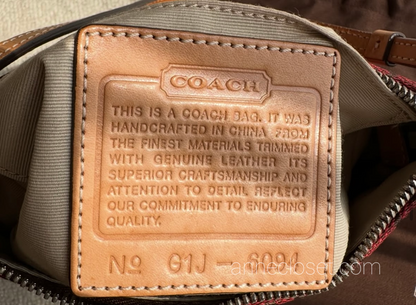 COACH
THIS IS A COACH BAG. IT WAS
HANDCRAFTED IN CHINA FROM
THE FINEST MATERIALS TRIMMED
WITH GENUINE LEATHER. ITS
SUPERIOR CRAFTSMANSHIP AND
ATTENTION TO DETAIL REFLECT
OUR COMMITMENT TO ENDURING
QUALITY.
No G1J - 6094